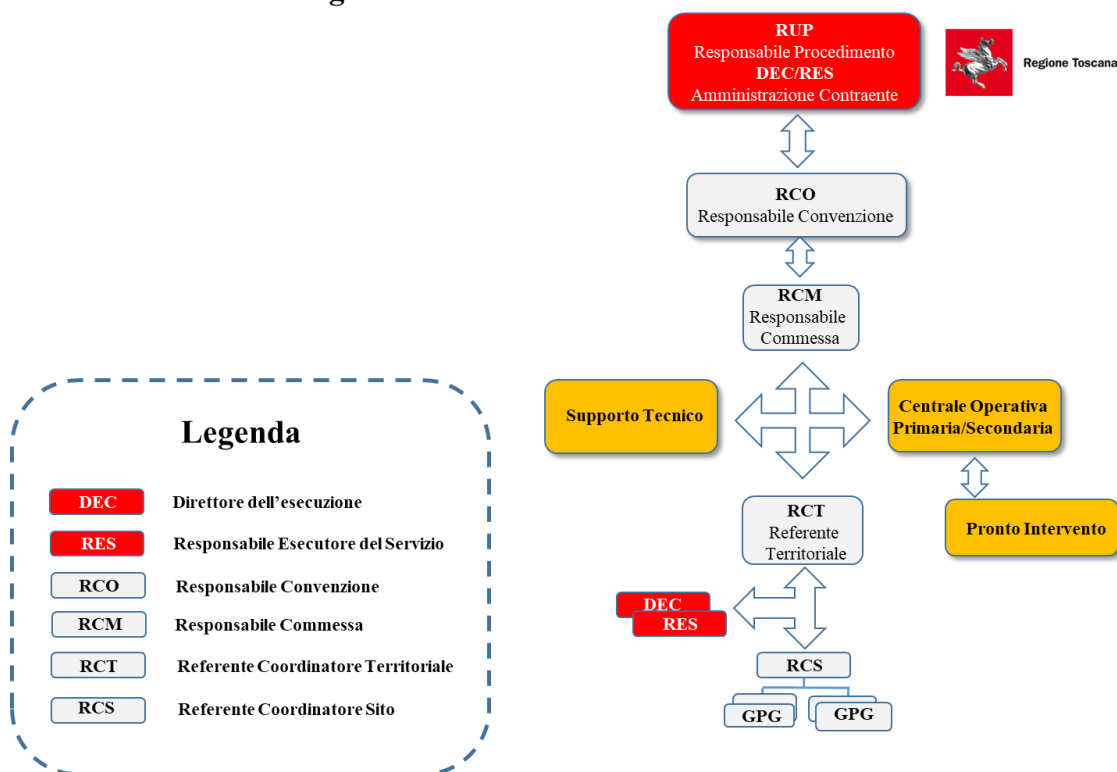 RUP
Responsabile Procedimento
DEC/RES
Amministrazione Contraente
Regione Toscana
RCO
Responsabile Convenzione
RCM
Responsabile
Commessa
Supporto Tecnico
Centrale Operativa
Primaria/Secondaria
RCT
Referente
Territoriale
Pronto Intervento
DEC
RES
RCS
GPG
GPG
Legenda
DEC Direttore dell'esecuzione
RES Responsabile Esecutore del Servizio
RCO Responsabile Convenzione
RCM Responsabile Commessa
RCT Referente Coordinatore Territoriale
RCS Referente Coordinatore Sito